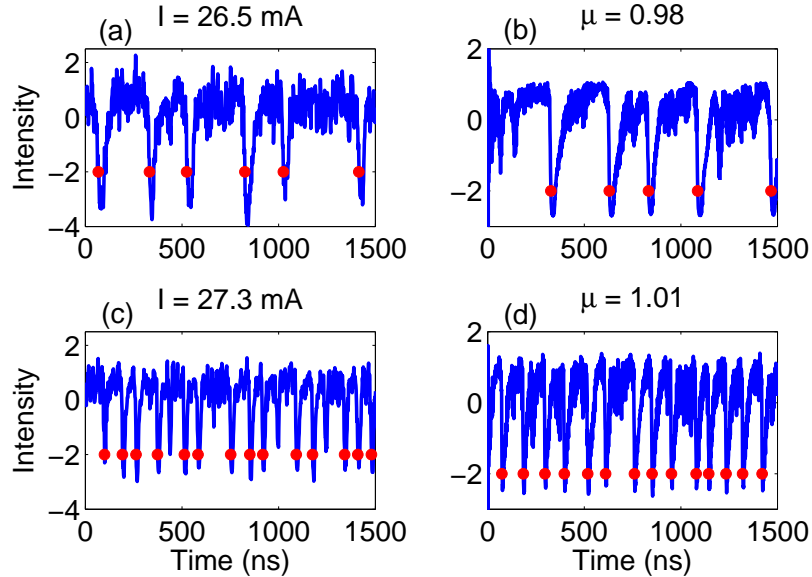 (a) I = 26.5 mA
(b) μ = 0.98
2
0
−2
−4
Intensity
0 500 1000 1500
2
0
−2
0 500 1000 1500
(c) I = 27.3 mA
(d) μ = 1.01
2
0
−2
−4
Intensity
0 500 1000 1500
Time (ns)
2
0
−2
0 500 1000 1500
Time (ns)